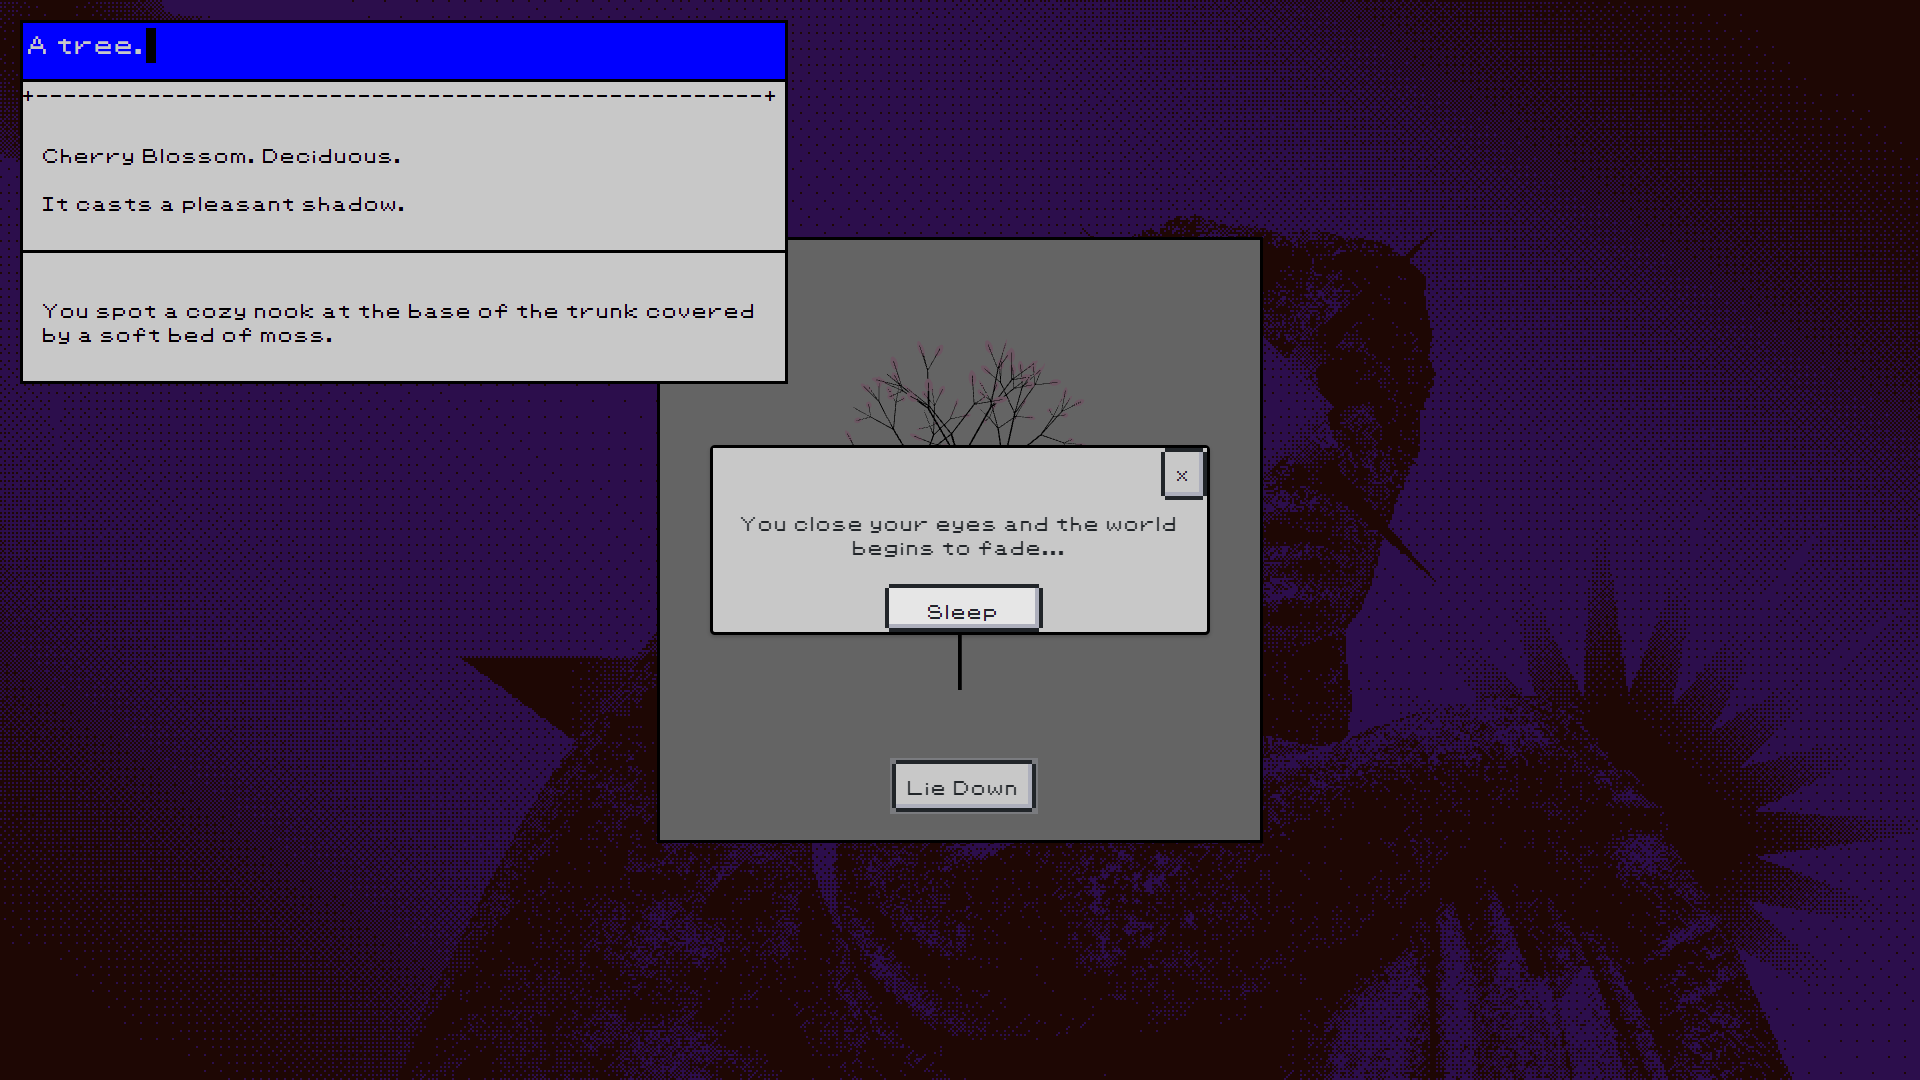 A tree.
+----------------------------------------------------+
Cherry Blossom. Deciduous.
It casts a pleasant shadow.
You spot a cozy nook at the base of the trunk covered
by a soft bed of moss.
x
You close your eyes and the world
begins to fade...
Sleep
Lie Down